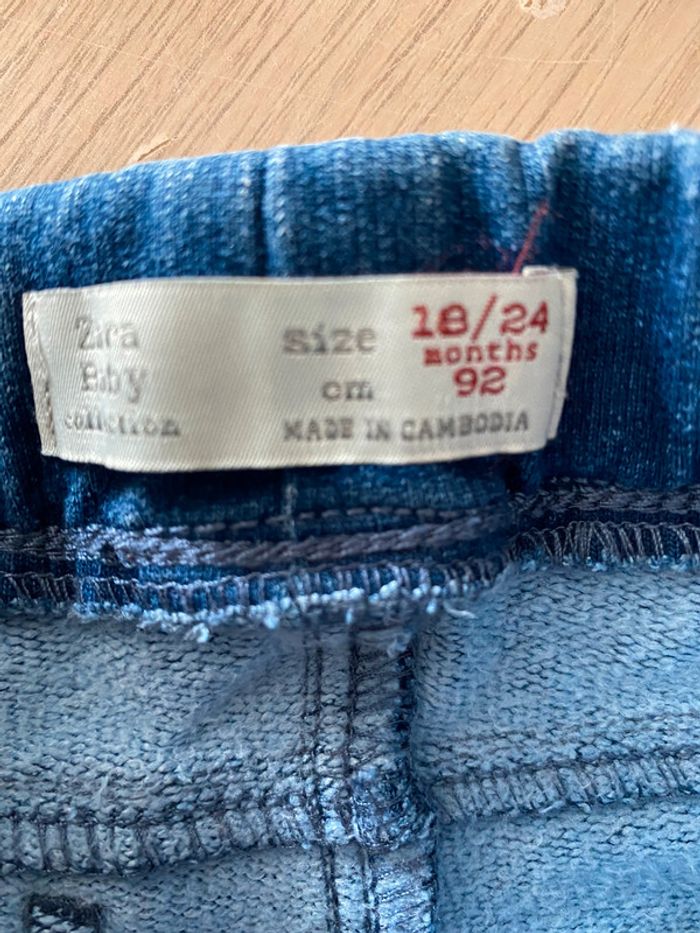 Zara
Baby
collection
size
cm
18/24
months
92
MADE IN CAMBODIA